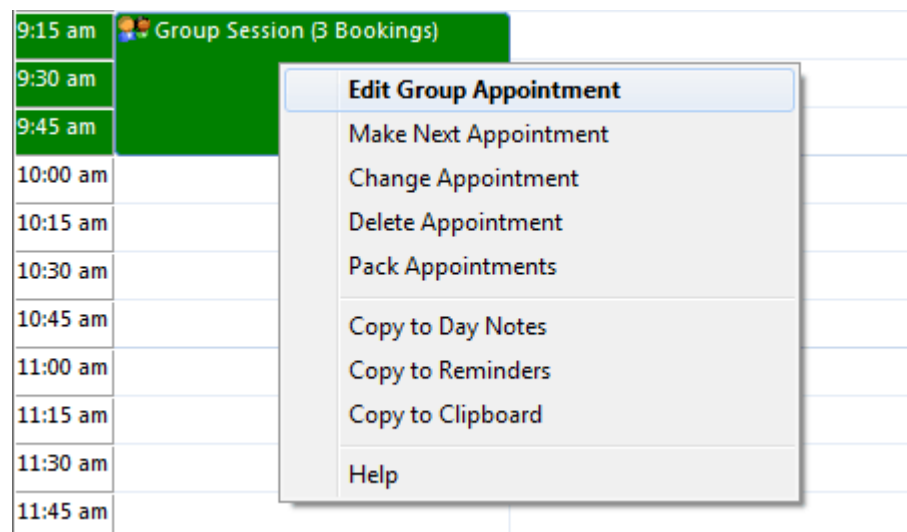 9:15 am Group Session (3 Bookings)
9:30 am
Edit Group Appointment
9:45 am
Make Next Appointment
10:00 am
Change Appointment
10:15 am
Delete Appointment
10:30 am
Pack Appointments
10:45 am
Copy to Day Notes
11:00 am
Copy to Reminders
11:15 am
Copy to Clipboard
11:30 am
Help
11:45 am